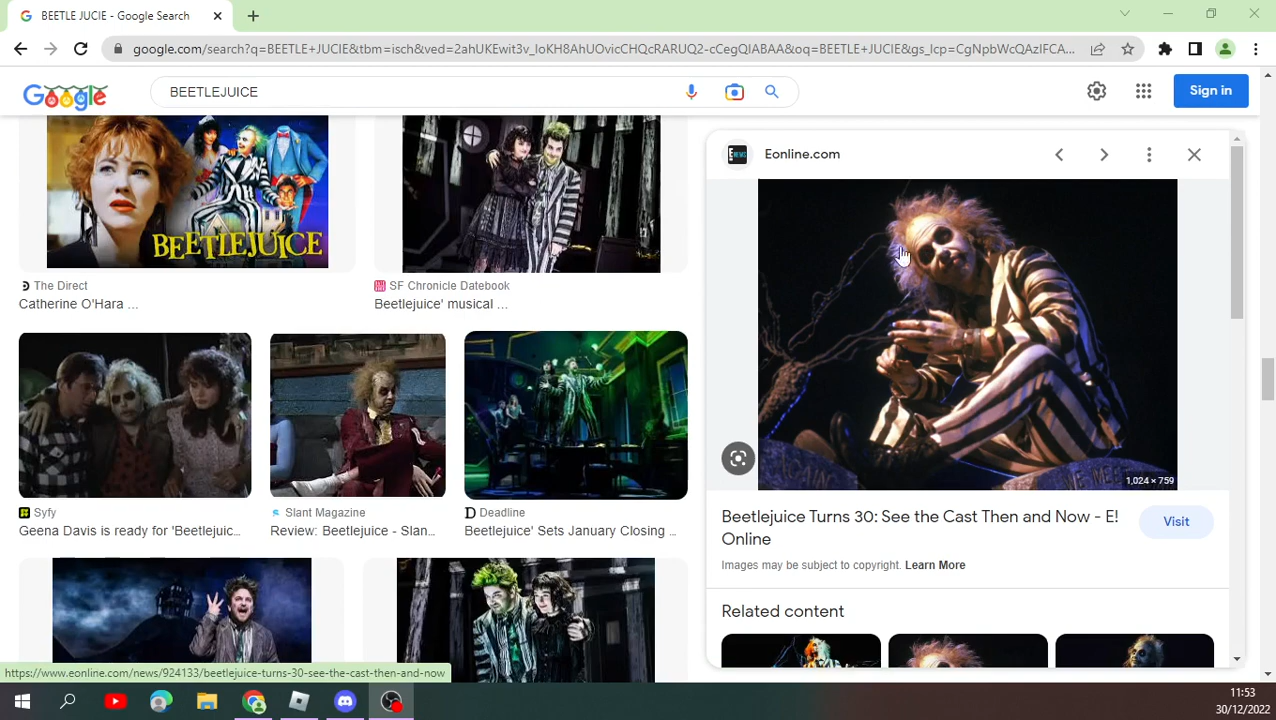 BEETLE JUCIE - Google Search
google.com/search?q=BEETLE+JUCIE&tbm=isch&ved=2ahUKEwit3v_loKH8AhUOvicCHQcRARUQ2-cCegQIABAA&oq=BEETLE+JUCIE&gs_lcp=CgNpbWcQAzIFCA...
Google
BEETLEJUICE
Sign in
BEETLEJUICE
The Direct
Catherine O'Hara ...
SF Chronicle Datebook
Beetlejuice' musical ...
Syfy
Geena Davis is ready for 'Beetlejuic...
Slant Magazine
Review: Beetlejuice - Slan...
Deadline
Beetlejuice' Sets January Closing ...
E NEWS
Eonline.com
1,024 × 759
Beetlejuice Turns 30: See the Cast Then and Now - E!
Online
Visit
Images may be subject to copyright. Learn More
Related content
https://www.eonline.com/news/924133/beetlejuice-turns-30-see-the-cast-then-and-now
11:53
30/12/2022